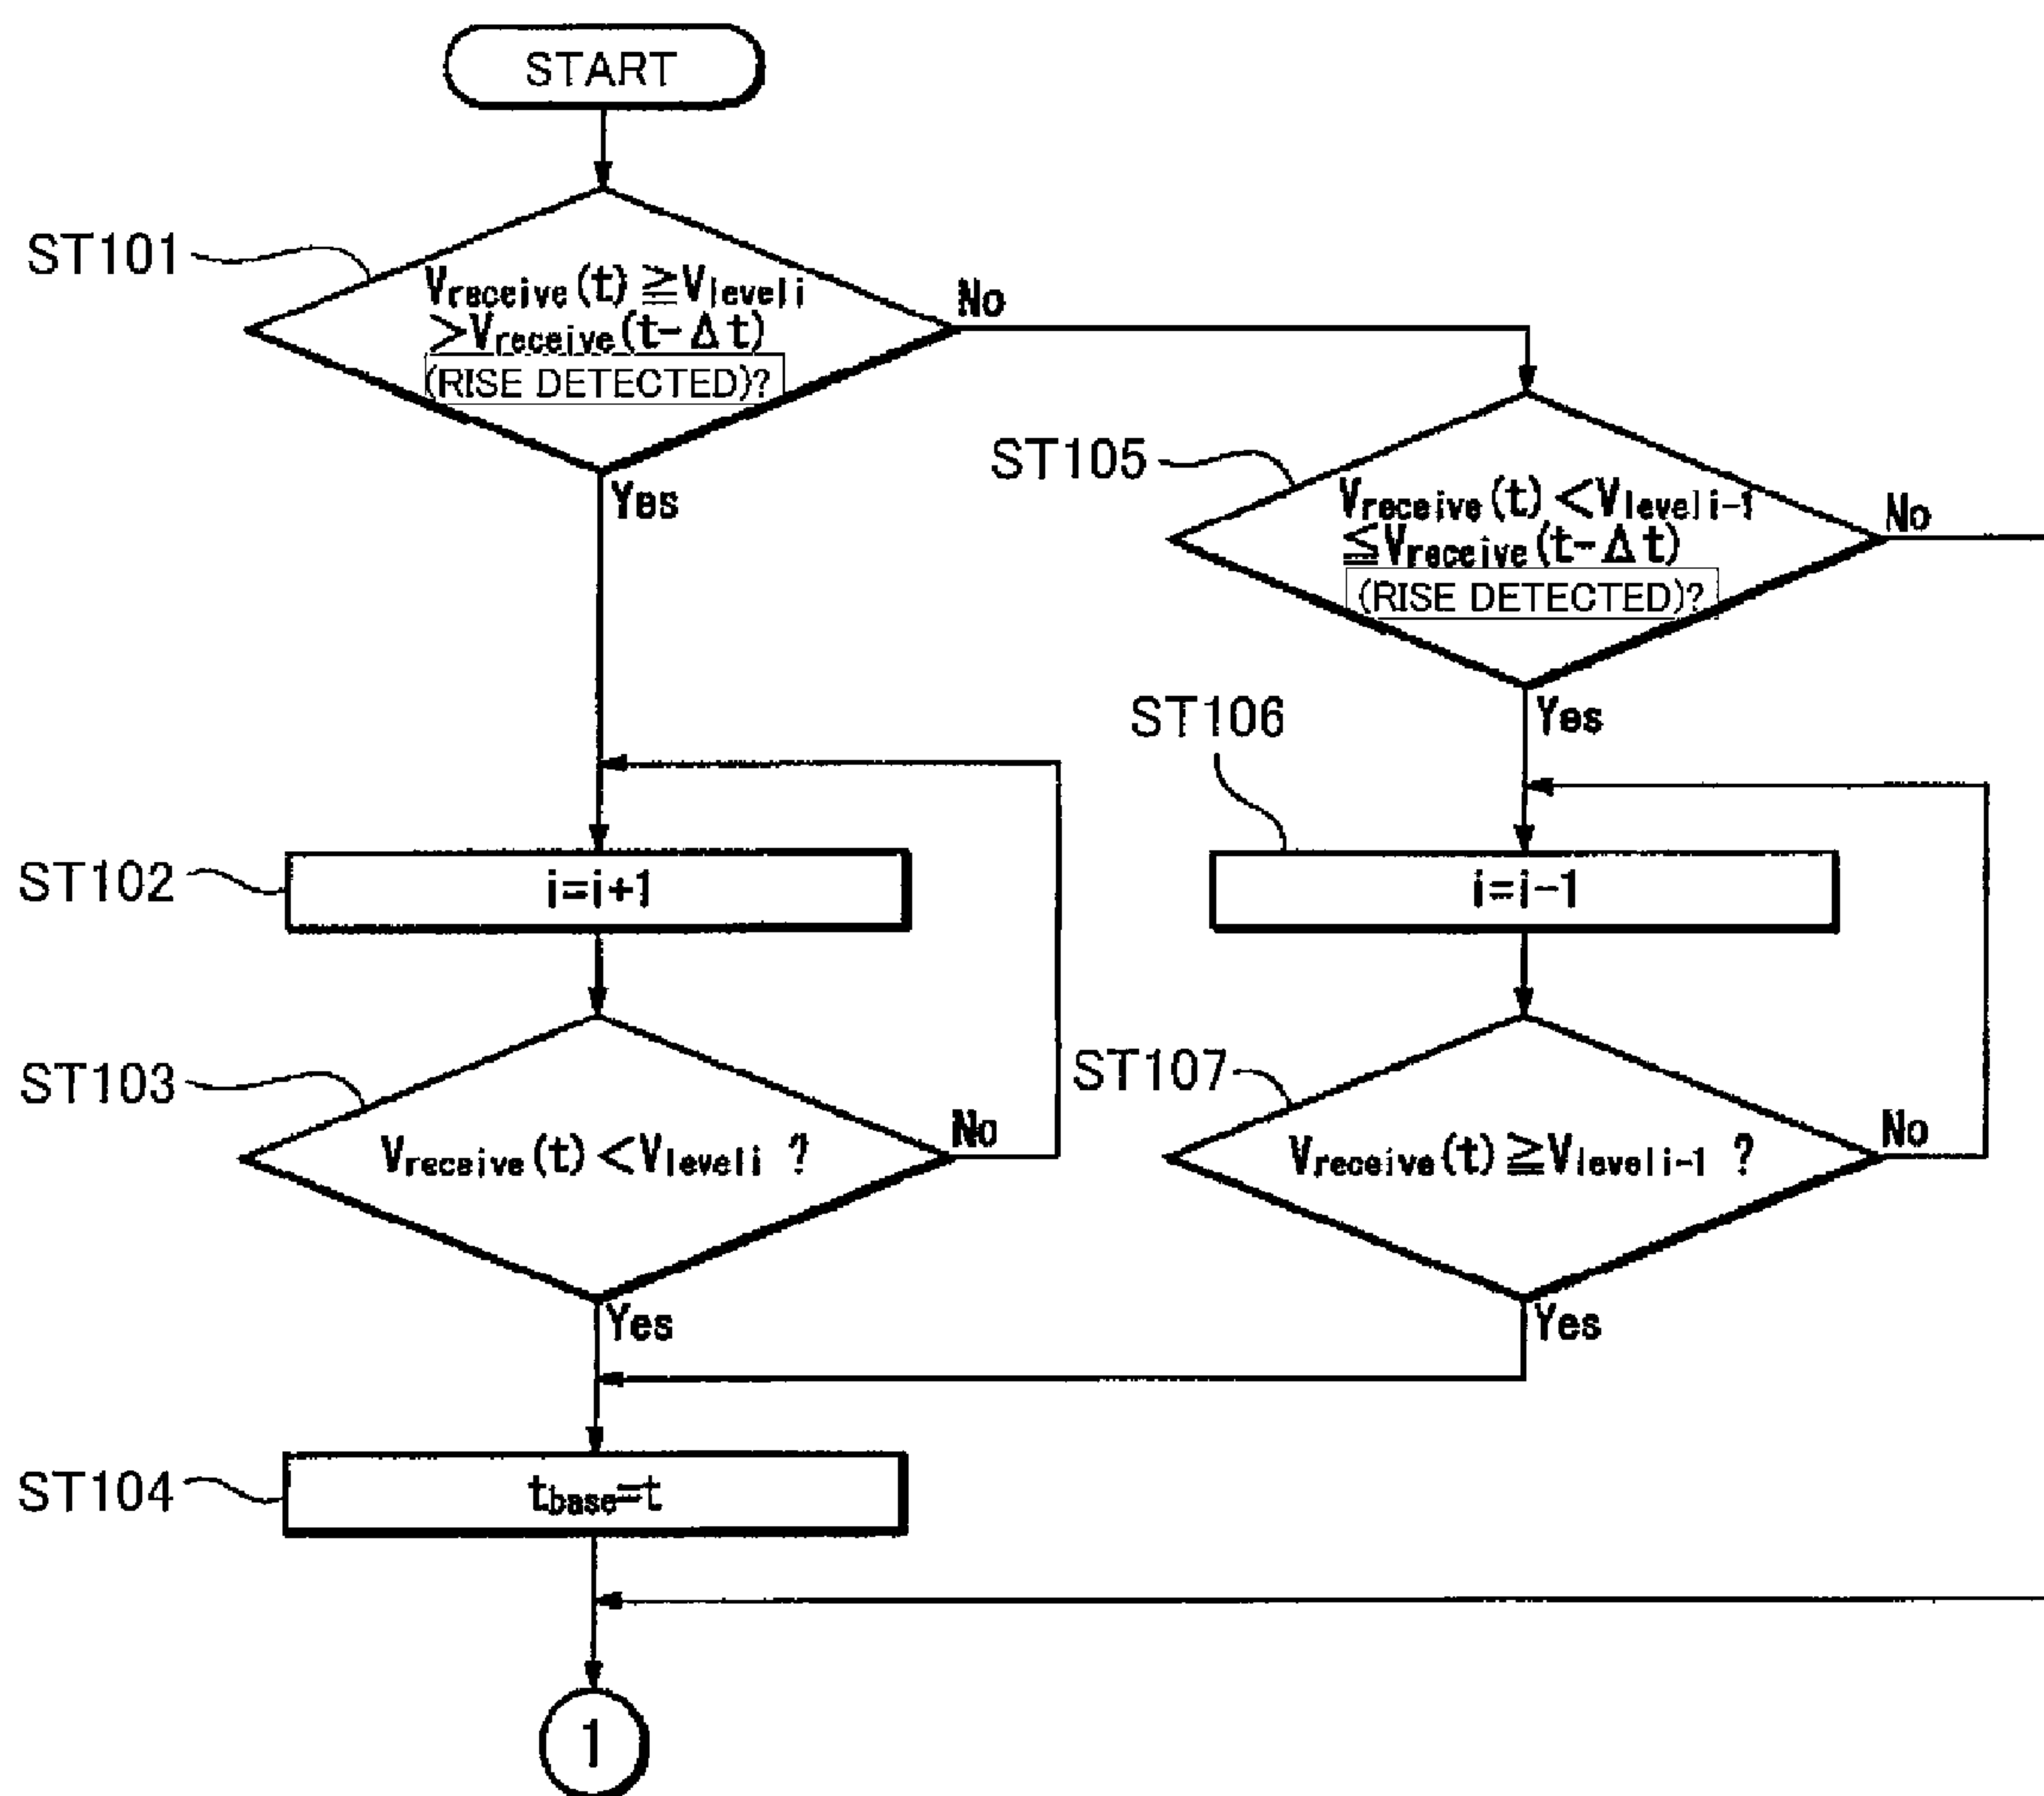 START
ST101
Vreceive(t)≧Vleveli
>Vreceive(t-Δt)
(RISE DETECTED)?
No
Yes
ST105
Vreceive(t)<Vleveli-1
≦Vreceive(t-Δt)
(RISE DETECTED)?
No
Yes
ST102
i=i+1
ST106
i=i-1
ST103
Vreceive(t)<Vleveli ?
No
Yes
ST107
Vreceive(t)≧Vleveli-1 ?
No
Yes
ST104
tbase=t
1